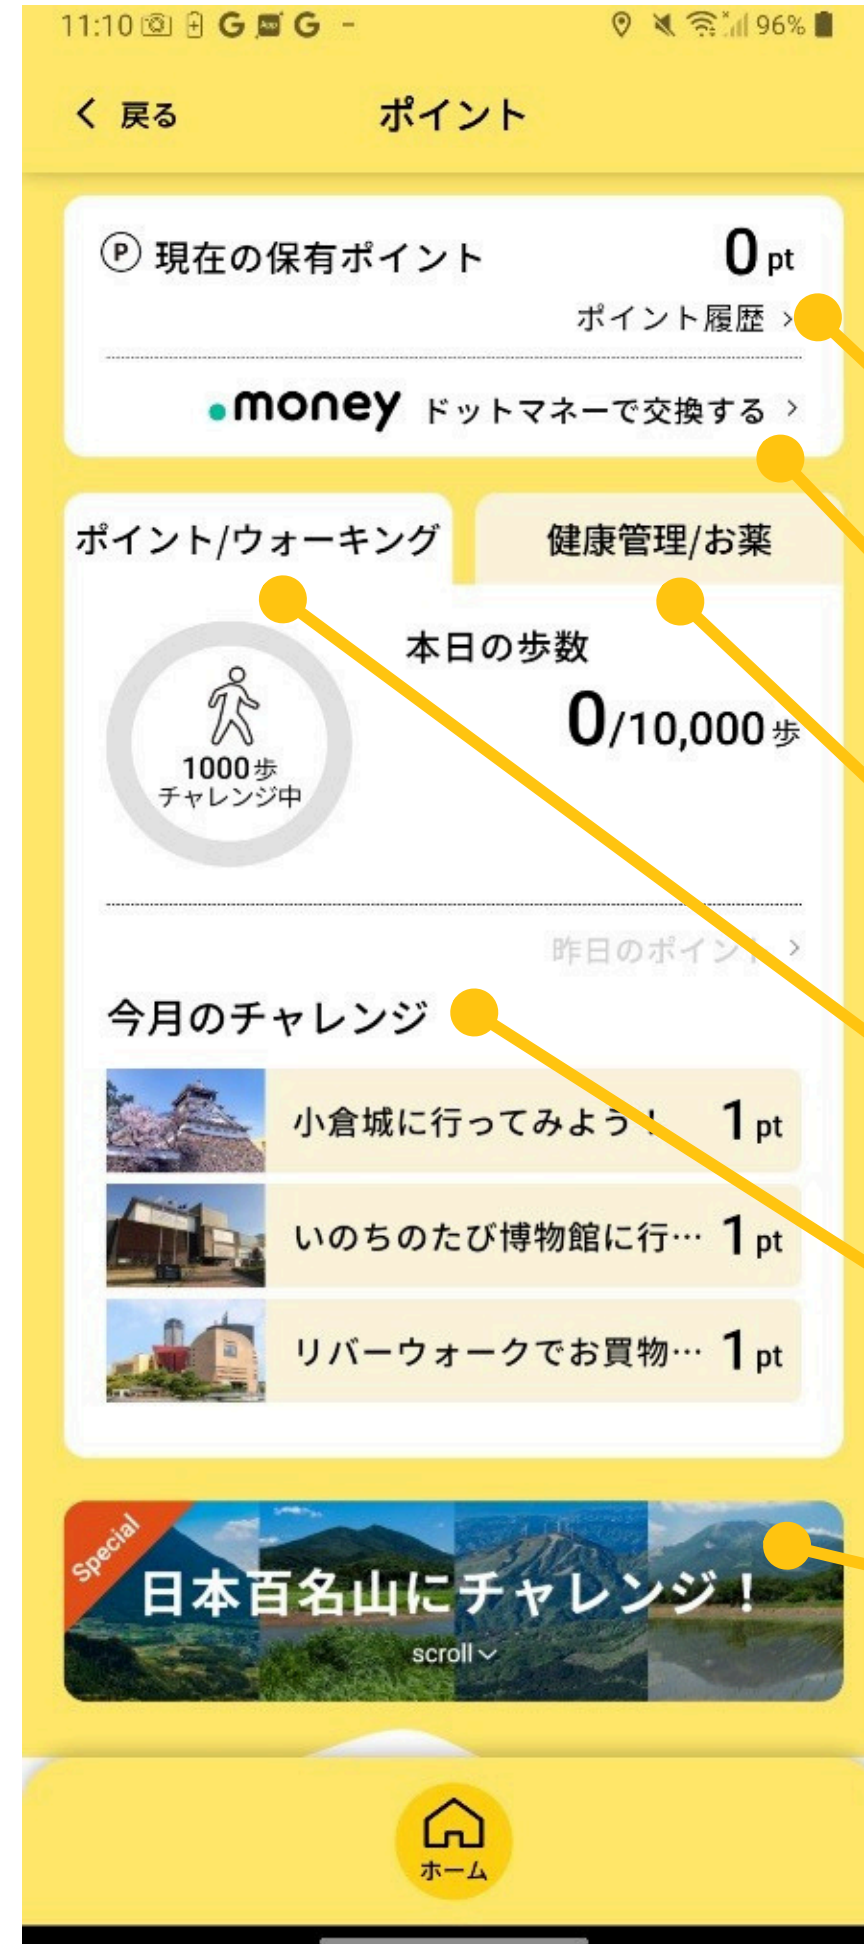 11:10 G G -
96%
戻る
ポイント
P 現在の保有ポイント 0 pt
ポイント履歴 >
.money ドットマネーで交換する >
ポイント/ウォーキング
健康管理/お薬
本日の歩数
0/10,000歩
1000歩
チャレンジ中
昨日のポイント >
今月のチャレンジ
小倉城に行ってみよう! 1 pt
いのちのたび博物館に行… 1 pt
リバーウォークでお買物… 1 pt
Special
日本百名山にチャレンジ!
scroll
ホーム